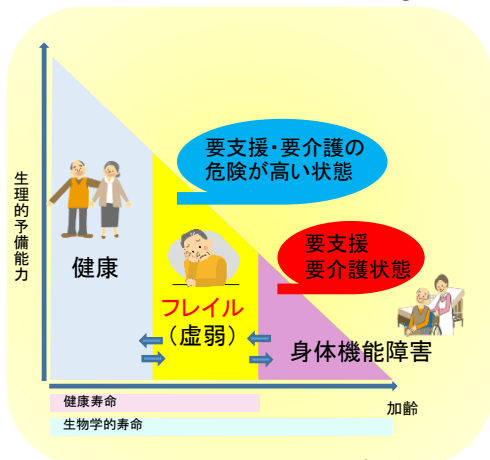 要支援・要介護の
危険が高い状態
生理的予備能力
要支援
要介護状態
健康
フレイル
（虚弱）
身体機能障害
健康寿命
加齢
生物学的寿命